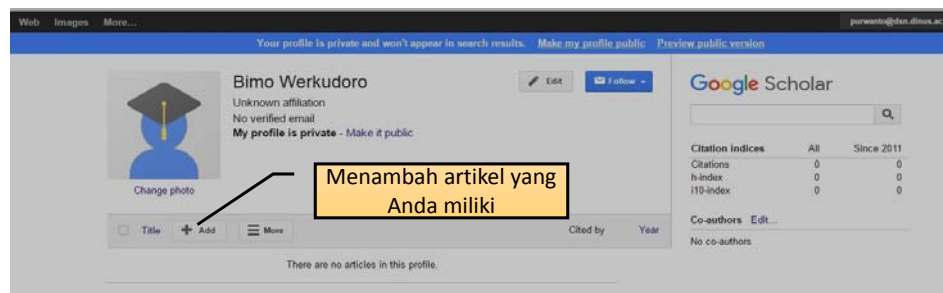 Web Images More... purwanto@dsn.dinus.ac
Your profile is private and won't appear in search results. Make my profile public Preview public version
Bimo Werkudoro
Edit
Follow
Unknown affiliation
No verified email
My profile is private - Make it public
Change photo
Menambah artikel yang
Anda miliki
Title Add More Cited by Year
There are no articles in this profile.
Google Scholar
Citation indices All Since 2011
Citations 0 0
h-index 0 0
i10-index 0 0
Co-authors Edit...
No co-authors